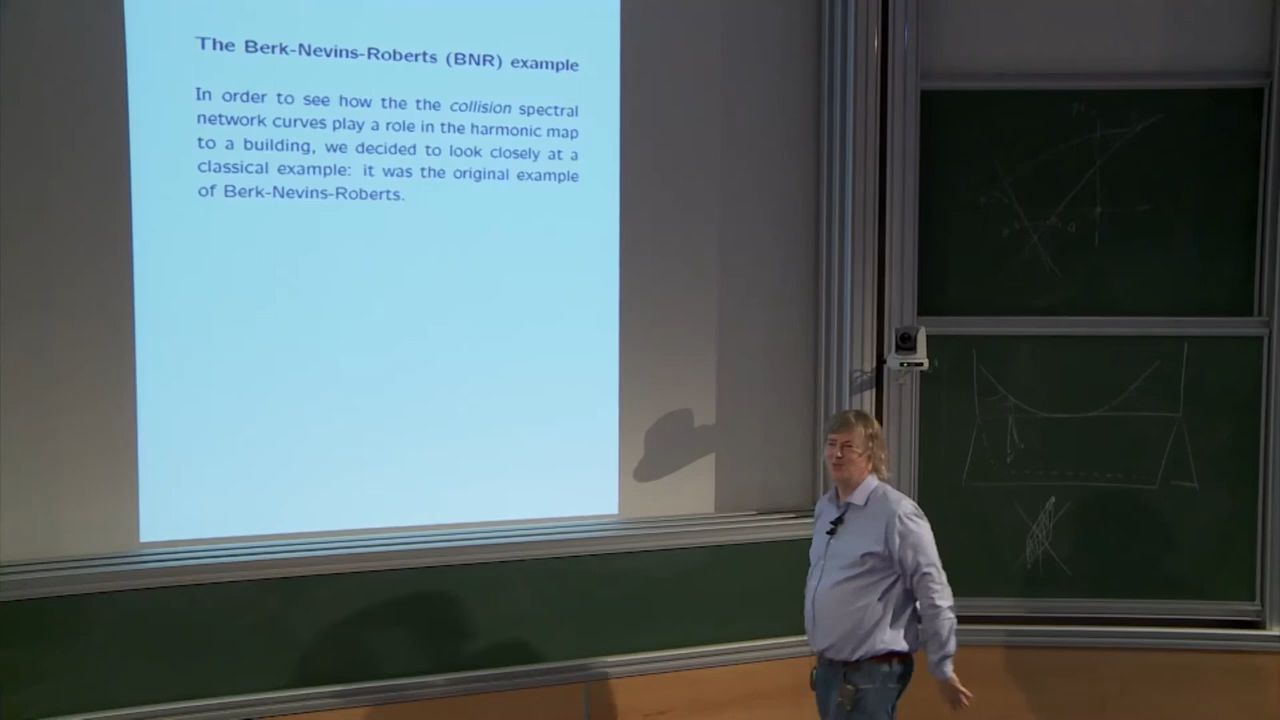 The Berk-Nevins-Roberts (BNR) example
In order to see how the the collision spectral
network curves play a role in the harmonic map
to a building, we decided to look closely at a
classical example: it was the original example
of Berk-Nevins-Roberts.